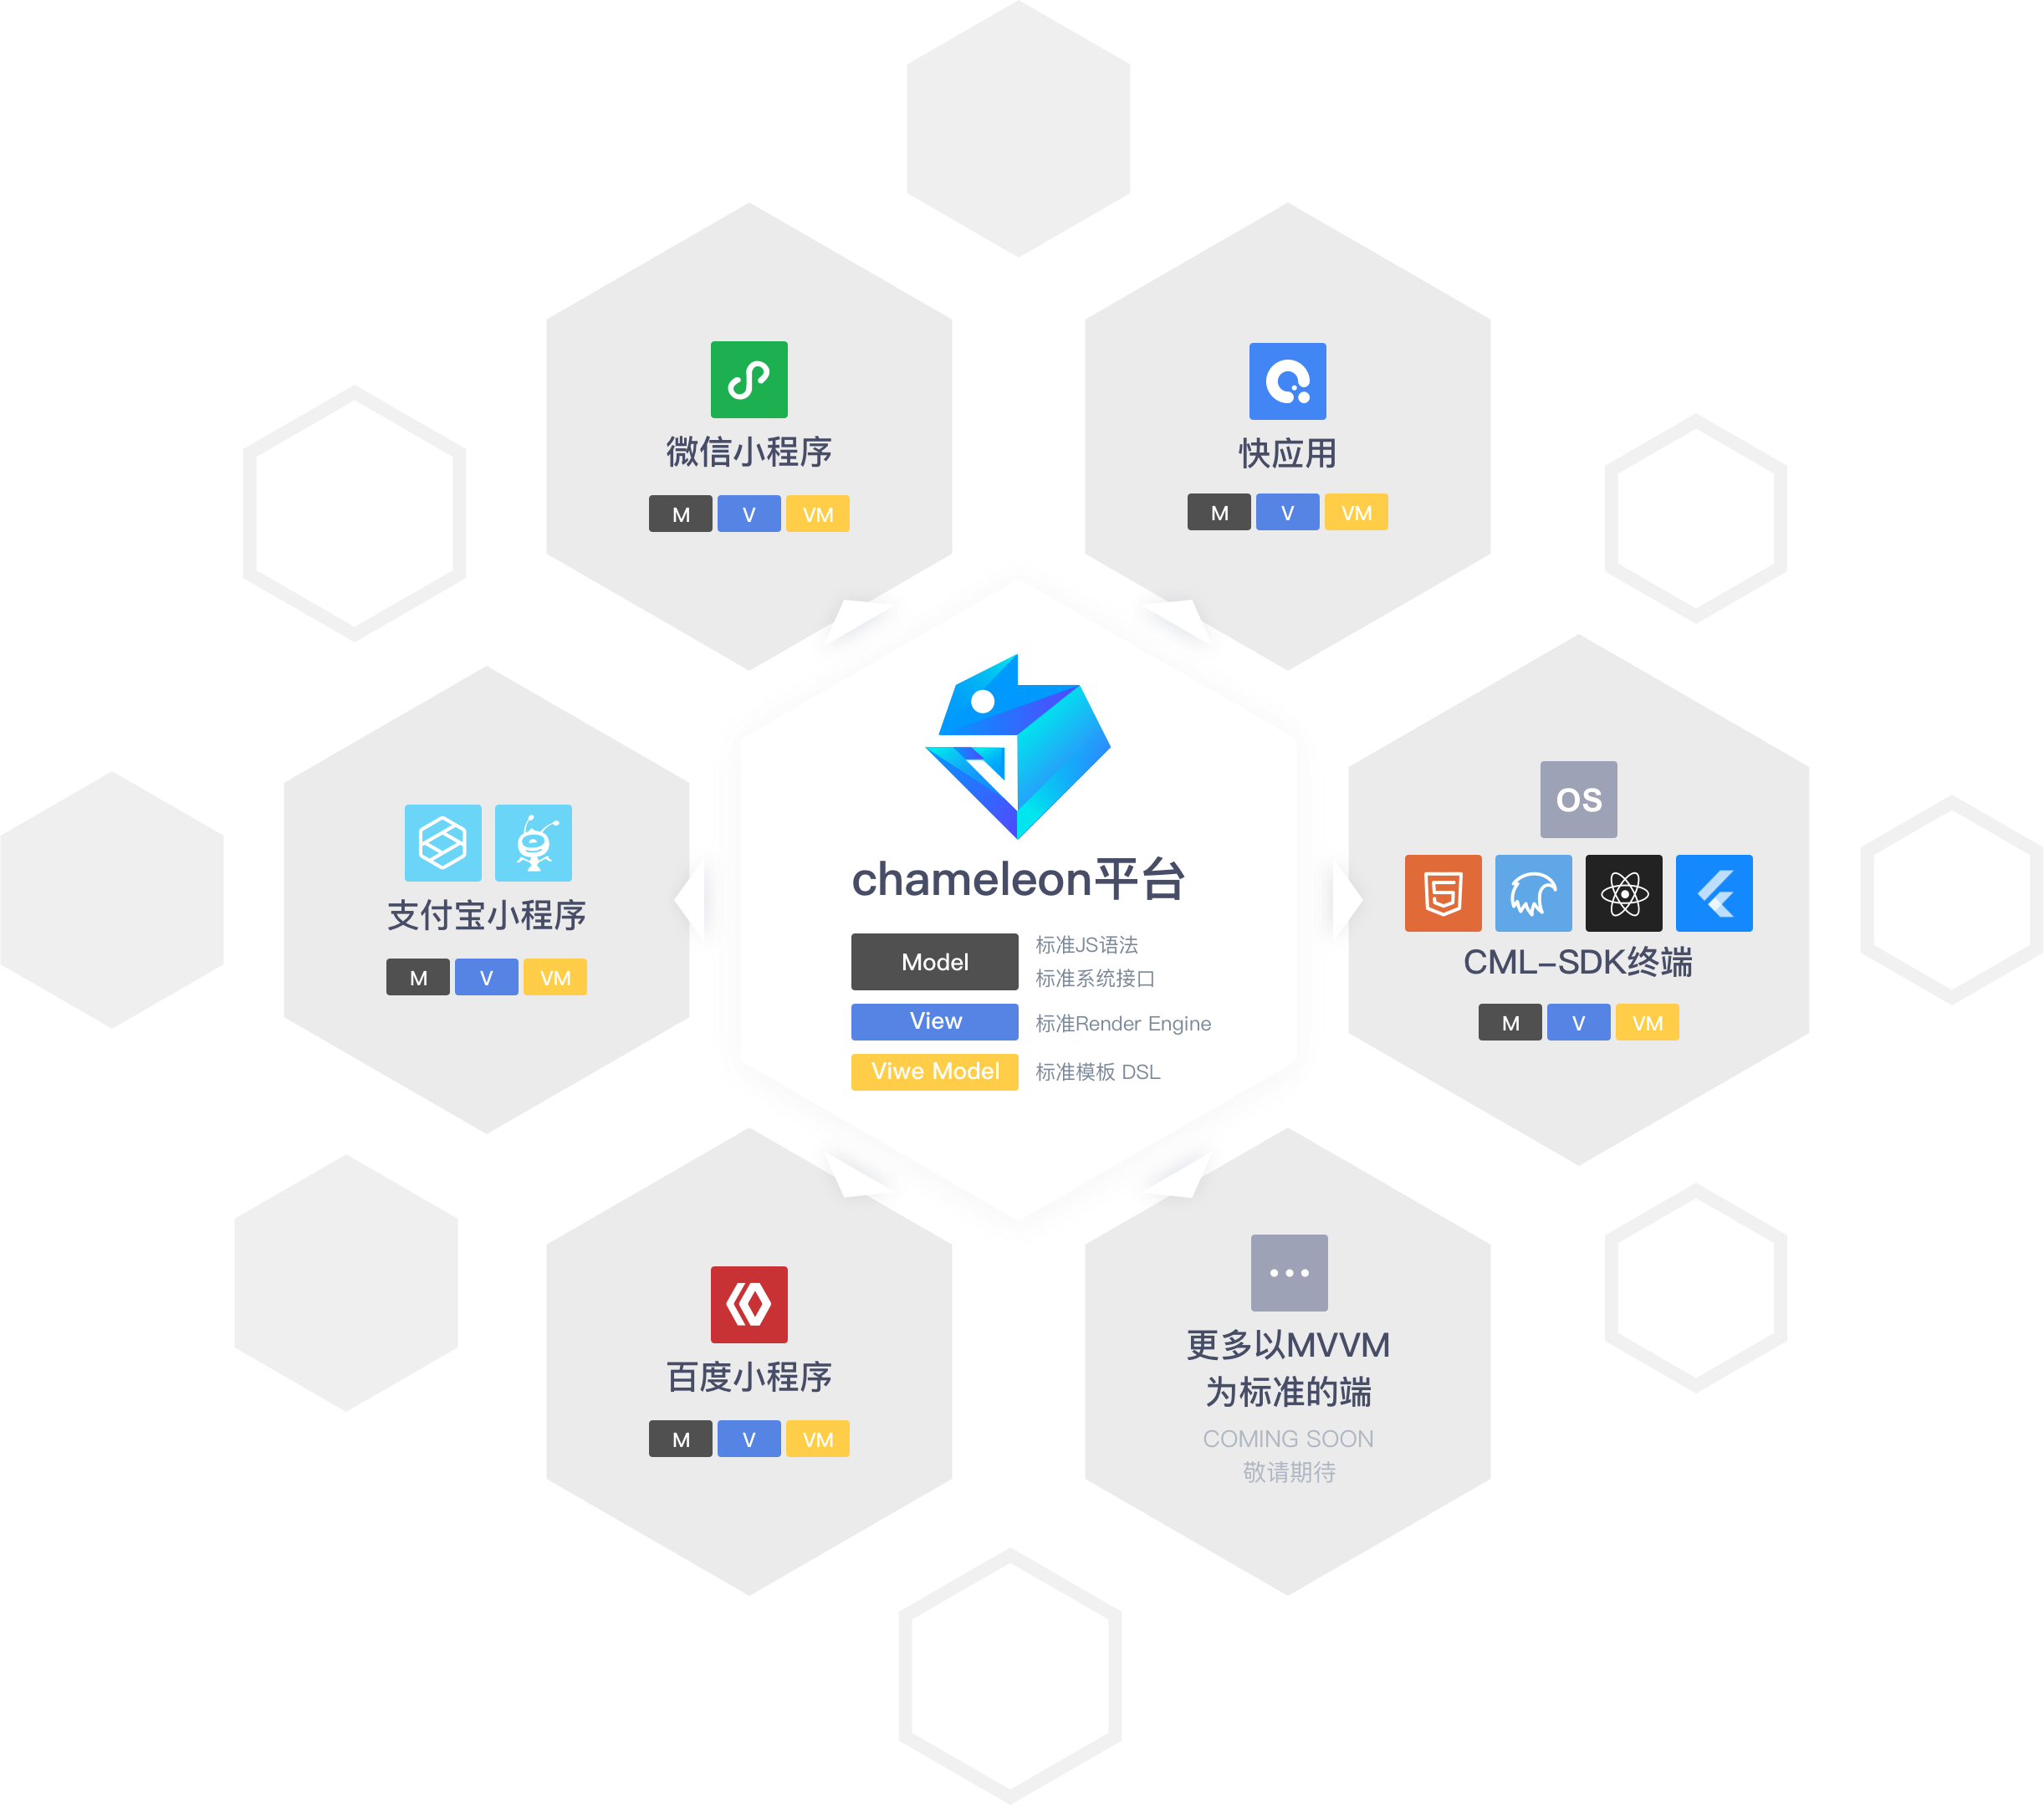 微信小程序
M V VM
快应用
M V VM
支付宝小程序
M V VM
chameleon平台
Model
标准JS语法
标准系统接口
View
标准Render Engine
Viwe Model
标准模板 DSL
OS
CML-SDK终端
M V VM
百度小程序
M V VM
更多以MVVM
为标准的端
COMING SOON
敬请期待